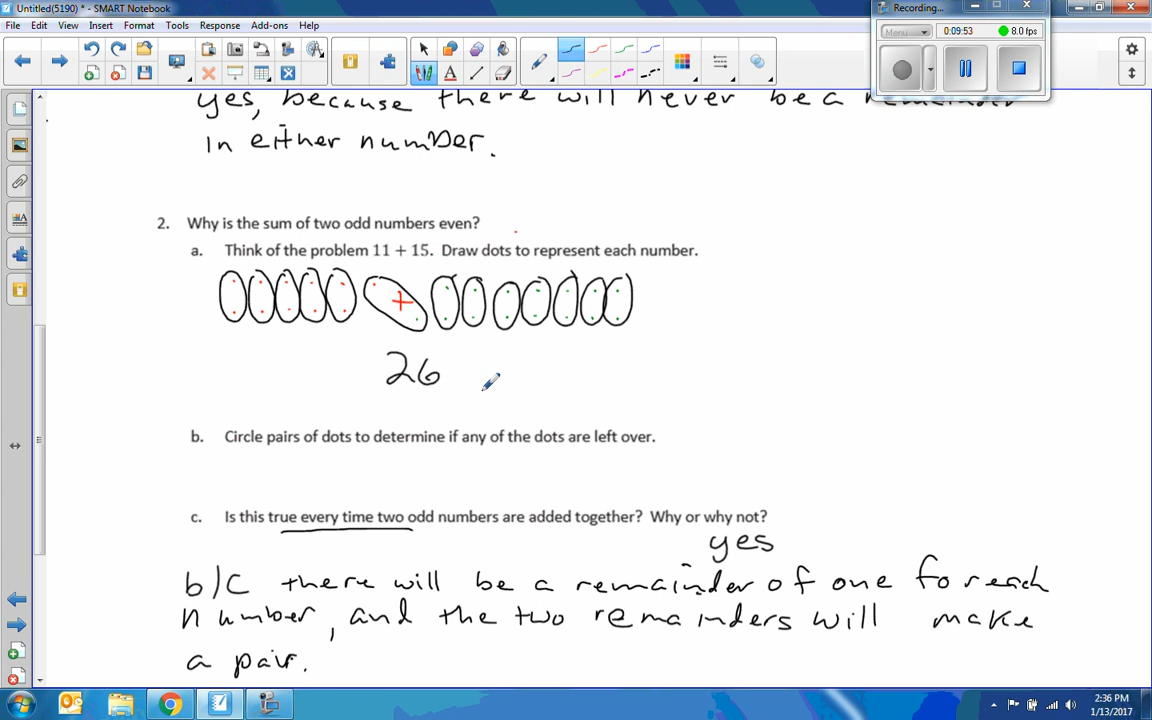 Untitled(5190) * - SMART Notebook
File Edit View Insert Format Tools Response Add-ons Help
Recording...
Menu 0:09:53 8.0 fps
yes, because there will never be a remainder
in either number.
2. Why is the sum of two odd numbers even?
a. Think of the problem 11 + 15. Draw dots to represent each number.
+
26
b. Circle pairs of dots to determine if any of the dots are left over.
c. Is this true every time two odd numbers are added together? Why or why not?
yes
b/c there will be a remainder of one for each
number, and the two remainders will make
a pair.
2:36 PM
1/13/2017